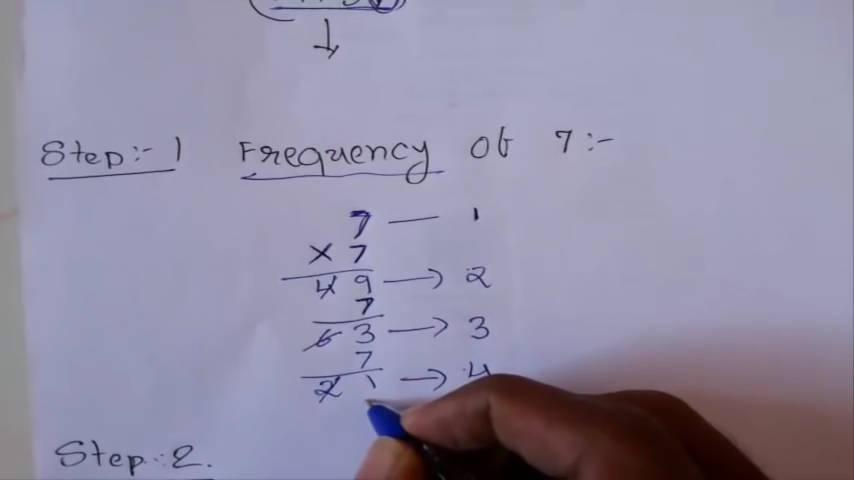 Step:- 1 Frequency of 7:-
7 — 1
× 7
49 → 2
7
63 → 3
7
21 → 4
Step:-2.